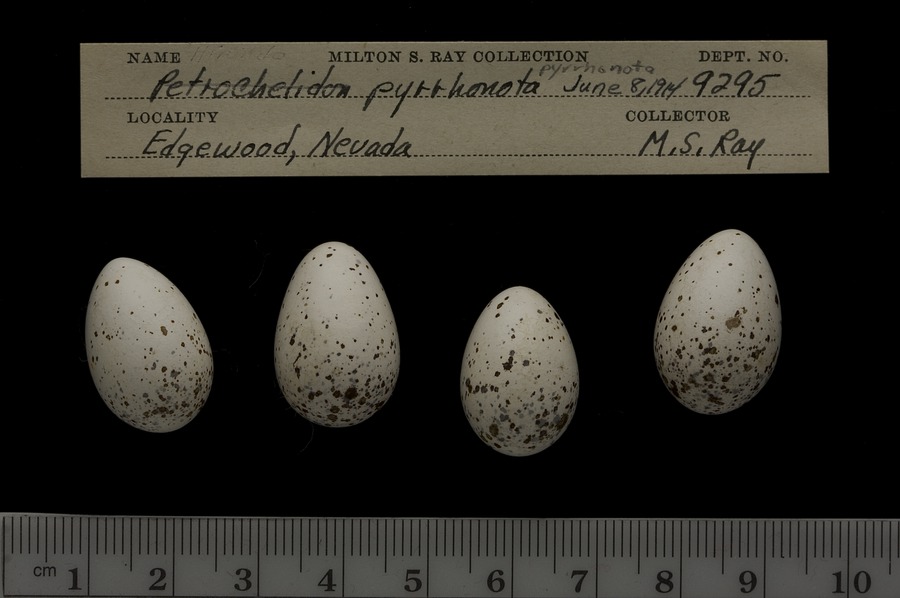 NAME MILTON S. RAY COLLECTION DEPT. NO.
pyrrhonota
Petrochelidon pyrrhonota June 8, 1914 9295
LOCALITY COLLECTOR
Edgewood, Nevada M.S. Ray
cm 1 2 3 4 5 6 7 8 9 10